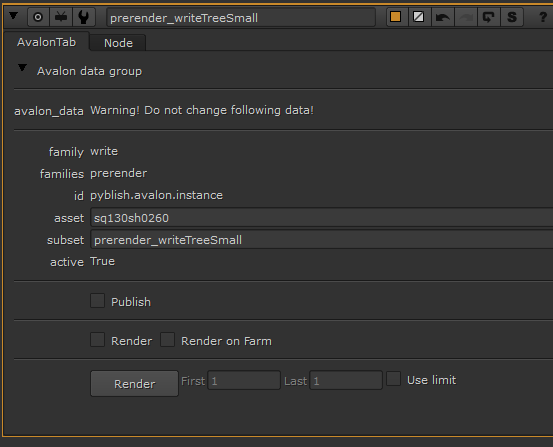 prerender_writeTreeSmall S ?
AvalonTab Node
Avalon data group
avalon_data Warning! Do not change following data!
family write
families prerender
id pyblish.avalon.instance
asset sq130sh0260
subset prerender_writeTreeSmall
active True
Publish
Render Render on Farm
Render First 1 Last 1 Use limit